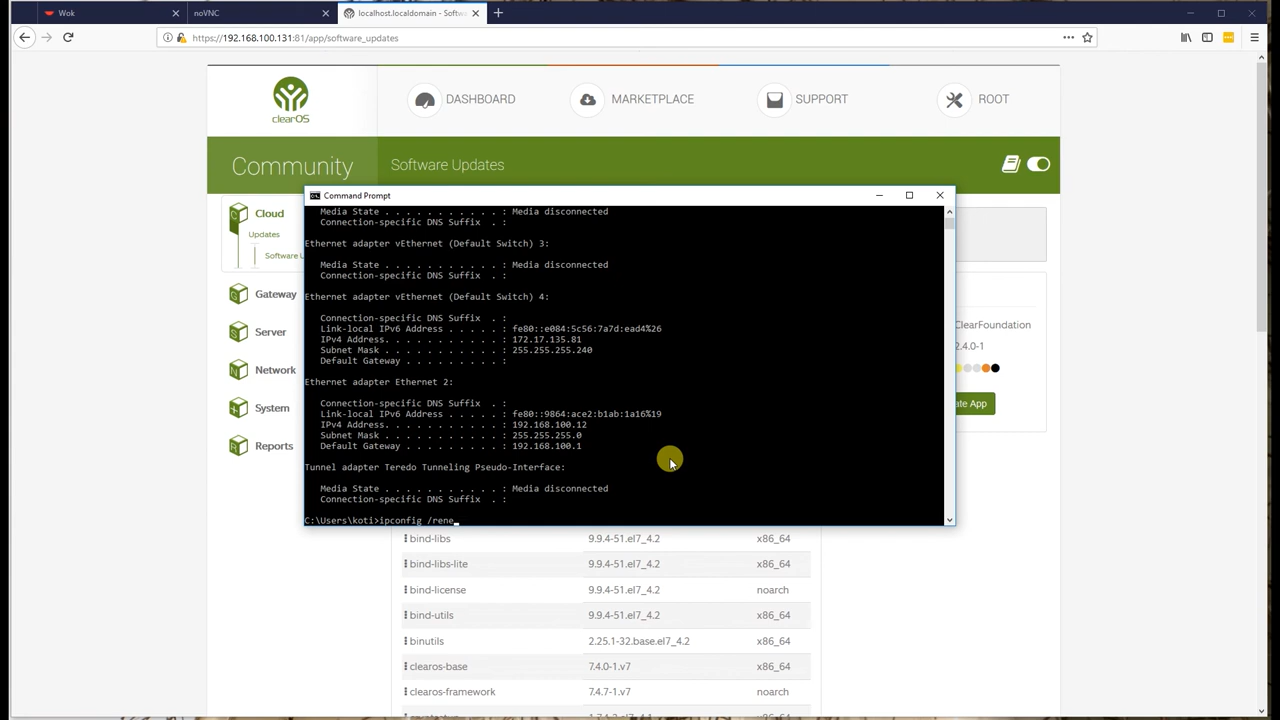 Wok
noVNC
localhost.localdomain - Softwa
https://192.168.100.131:81/app/software_updates
clearOS
DASHBOARD
MARKETPLACE
SUPPORT
ROOT
Community
Software Updates
Cloud
Updates
Software U
Gateway
Server
Network
System
Reports
Command Prompt
Media State . . . . . . . . . . . : Media disconnected
Connection-specific DNS Suffix  . :
Ethernet adapter vEthernet (Default Switch) 3:
Media State . . . . . . . . . . . : Media disconnected
Connection-specific DNS Suffix  . :
Ethernet adapter vEthernet (Default Switch) 4:
Connection-specific DNS Suffix  . :
Link-local IPv6 Address . . . . . : fe80::e084:5c56:7a7d:ead4%26
IPv4 Address. . . . . . . . . . . : 172.17.135.81
Subnet Mask . . . . . . . . . . . : 255.255.255.240
Default Gateway . . . . . . . . . :
Ethernet adapter Ethernet 2:
Connection-specific DNS Suffix  . :
Link-local IPv6 Address . . . . . : fe80::9864:ace2:b1ab:1a16%19
IPv4 Address. . . . . . . . . . . : 192.168.100.12
Subnet Mask . . . . . . . . . . . : 255.255.255.0
Default Gateway . . . . . . . . . : 192.168.100.1
Tunnel adapter Teredo Tunneling Pseudo-Interface:
Media State . . . . . . . . . . . : Media disconnected
Connection-specific DNS Suffix  . :
C:\Users\koti>ipconfig /rene
ClearFoundation
2.4.0-1
ate App
bind-libs 9.9.4-51.el7_4.2 x86_64
bind-libs-lite 9.9.4-51.el7_4.2 x86_64
bind-license 9.9.4-51.el7_4.2 noarch
bind-utils 9.9.4-51.el7_4.2 x86_64
binutils 2.25.1-32.base.el7_4.2 x86_64
clearos-base 7.4.0-1.v7 x86_64
clearos-framework 7.4.7-1.v7 noarch